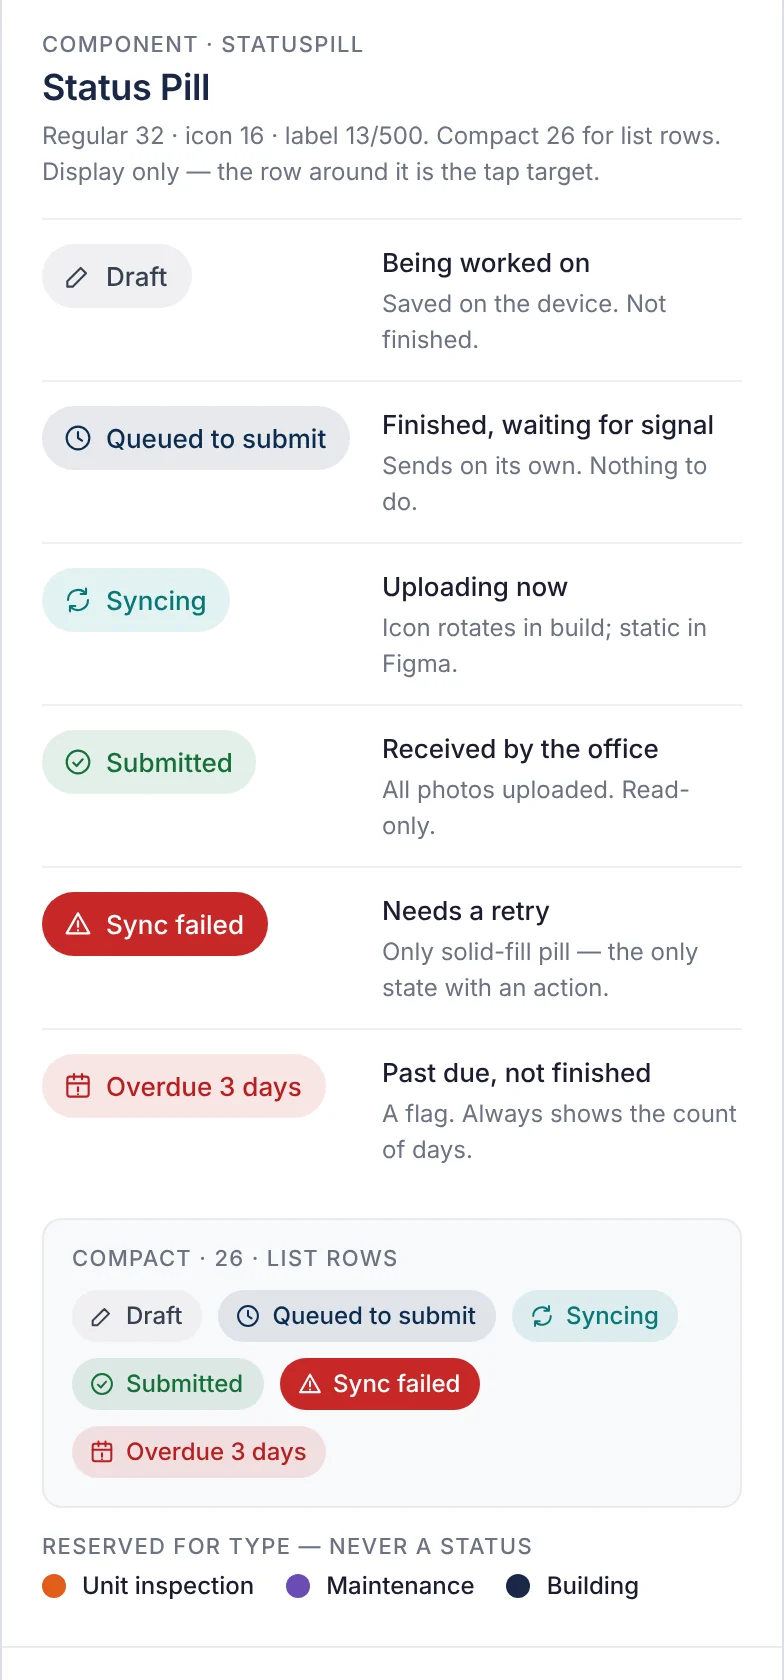 COMPONENT · STATUSPILL
Status Pill
Regular 32 · icon 16 · label 13/500. Compact 26 for list rows.
Display only — the row around it is the tap target.
Draft
Being worked on
Saved on the device. Not
finished.
Queued to submit
Finished, waiting for signal
Sends on its own. Nothing to
do.
Syncing
Uploading now
Icon rotates in build; static in
Figma.
Submitted
Received by the office
All photos uploaded. Read-
only.
Sync failed
Needs a retry
Only solid-fill pill — the only
state with an action.
Overdue 3 days
Past due, not finished
A flag. Always shows the count
of days.
COMPACT · 26 · LIST ROWS
Draft Queued to submit Syncing
Submitted Sync failed
Overdue 3 days
RESERVED FOR TYPE — NEVER A STATUS
Unit inspection Maintenance Building